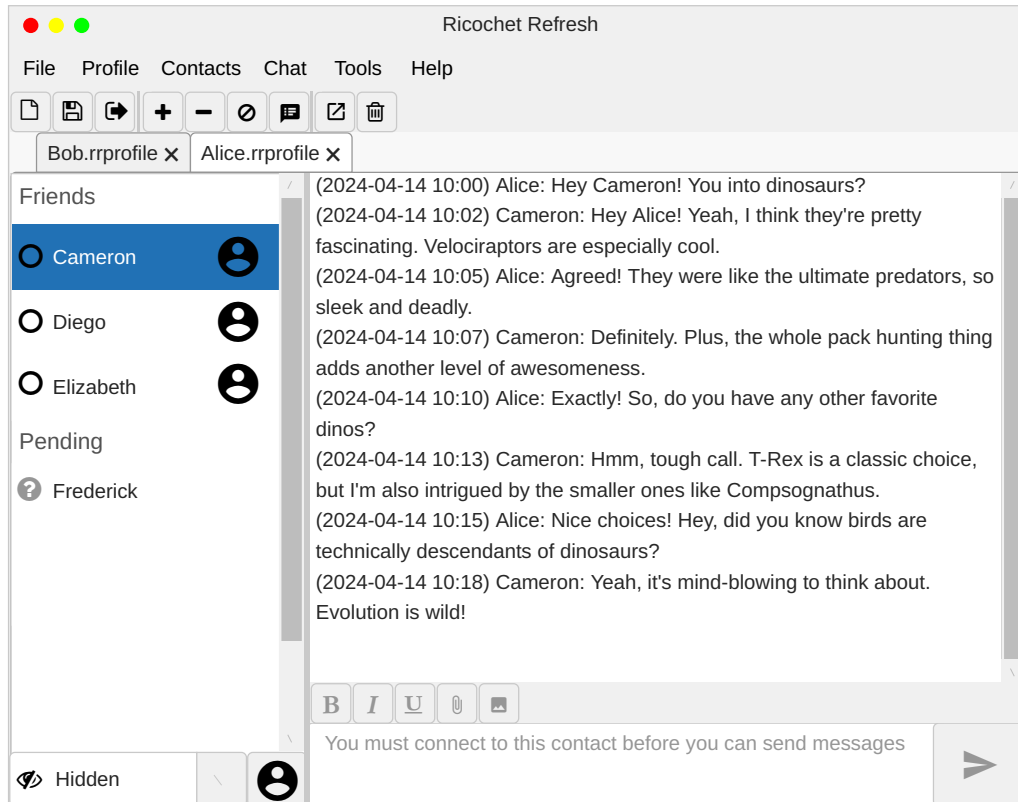 Ricochet Refresh
File Profile Contacts Chat Tools Help
Bob.rrprofile Alice.rrprofile
Friends
Cameron
Diego
Elizabeth
Pending
Frederick
Hidden
(2024-04-14 10:00) Alice: Hey Cameron! You into dinosaurs?
(2024-04-14 10:02) Cameron: Hey Alice! Yeah, I think they're pretty
fascinating. Velociraptors are especially cool.
(2024-04-14 10:05) Alice: Agreed! They were like the ultimate predators, so
sleek and deadly.
(2024-04-14 10:07) Cameron: Definitely. Plus, the whole pack hunting thing
adds another level of awesomeness.
(2024-04-14 10:10) Alice: Exactly! So, do you have any other favorite
dinos?
(2024-04-14 10:13) Cameron: Hmm, tough call. T-Rex is a classic choice,
but I'm also intrigued by the smaller ones like Compsognathus.
(2024-04-14 10:15) Alice: Nice choices! Hey, did you know birds are
technically descendants of dinosaurs?
(2024-04-14 10:18) Cameron: Yeah, it's mind-blowing to think about.
Evolution is wild!
B I U
You must connect to this contact before you can send messages